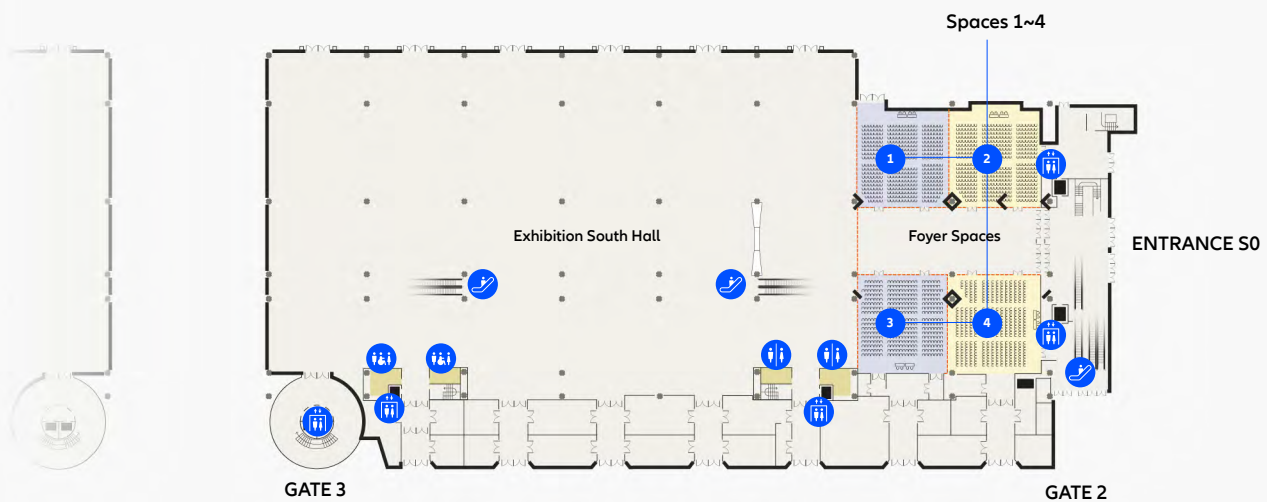 Spaces 1~4
1
2
Exhibition South Hall
Foyer Spaces
ENTRANCE S0
3
4
GATE 3
GATE 2